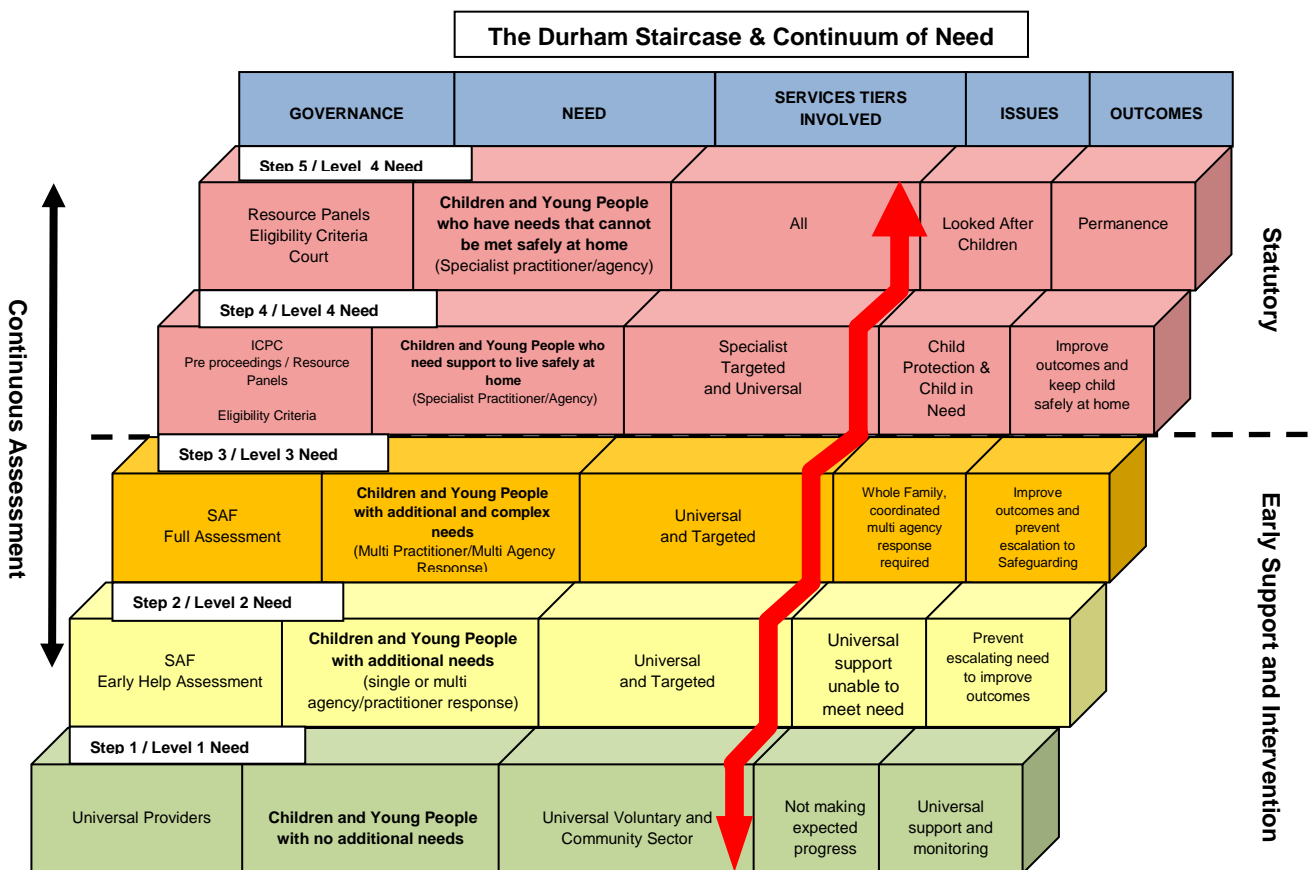 The Durham Staircase & Continuum of Need
GOVERNANCE
NEED
SERVICES TIERS
INVOLVED
ISSUES
OUTCOMES
Step 5 / Level 4 Need
Resource Panels
Eligibility Criteria
Court
Children and Young People
who have needs that cannot
be met safely at home
(Specialist practitioner/agency)
All
Looked After
Children
Permanence
Step 4 / Level 4 Need
ICPC
Pre proceedings / Resource
Panels
Eligibility Criteria
Children and Young People who
need support to live safely at
home
(Specialist Practitioner/Agency)
Specialist
Targeted
and Universal
Child
Protection &
Child in
Need
Improve
outcomes and
keep child
safely at home
Step 3 / Level 3 Need
SAF
Full Assessment
Children and Young People
with additional and complex
needs
(Multi Practitioner/Multi Agency
Response)
Universal
and Targeted
Whole Family,
coordinated
multi agency
response
required
Improve
outcomes and
prevent
escalation to
Safeguarding
Step 2 / Level 2 Need
SAF
Early Help Assessment
Children and Young People
with additional needs
(single or multi
agency/practitioner response)
Universal
and Targeted
Universal
support
unable to
meet need
Prevent
escalating need
to improve
outcomes
Step 1 / Level 1 Need
Universal Providers
Children and Young People
with no additional needs
Universal Voluntary and
Community Sector
Not making
expected
progress
Universal
support and
monitoring
Continuous Assessment
Statutory
Early Support and Intervention